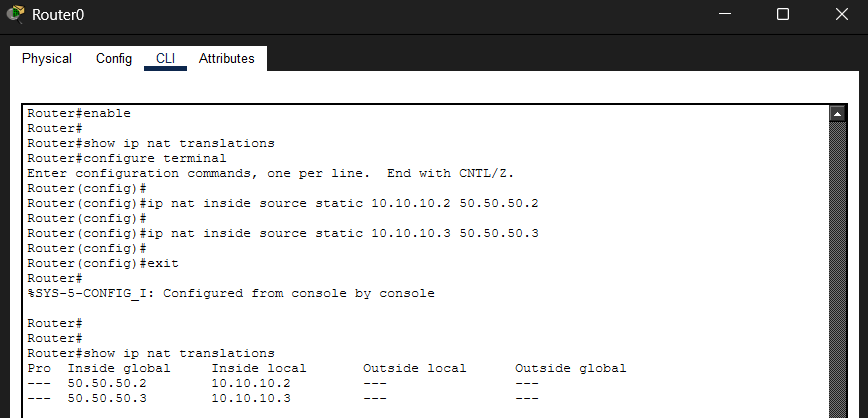 Router0
Physical Config CLI Attributes
Router#enable
Router#
Router#show ip nat translations
Router#configure terminal
Enter configuration commands, one per line.  End with CNTL/Z.
Router(config)#
Router(config)#ip nat inside source static 10.10.10.2 50.50.50.2
Router(config)#
Router(config)#ip nat inside source static 10.10.10.3 50.50.50.3
Router(config)#
Router(config)#exit
Router#
%SYS-5-CONFIG_I: Configured from console by console
Router#
Router#
Router#show ip nat translations
Pro  Inside global     Inside local       Outside local      Outside global
---  50.50.50.2        10.10.10.2         ---                ---
---  50.50.50.3        10.10.10.3         ---                ---